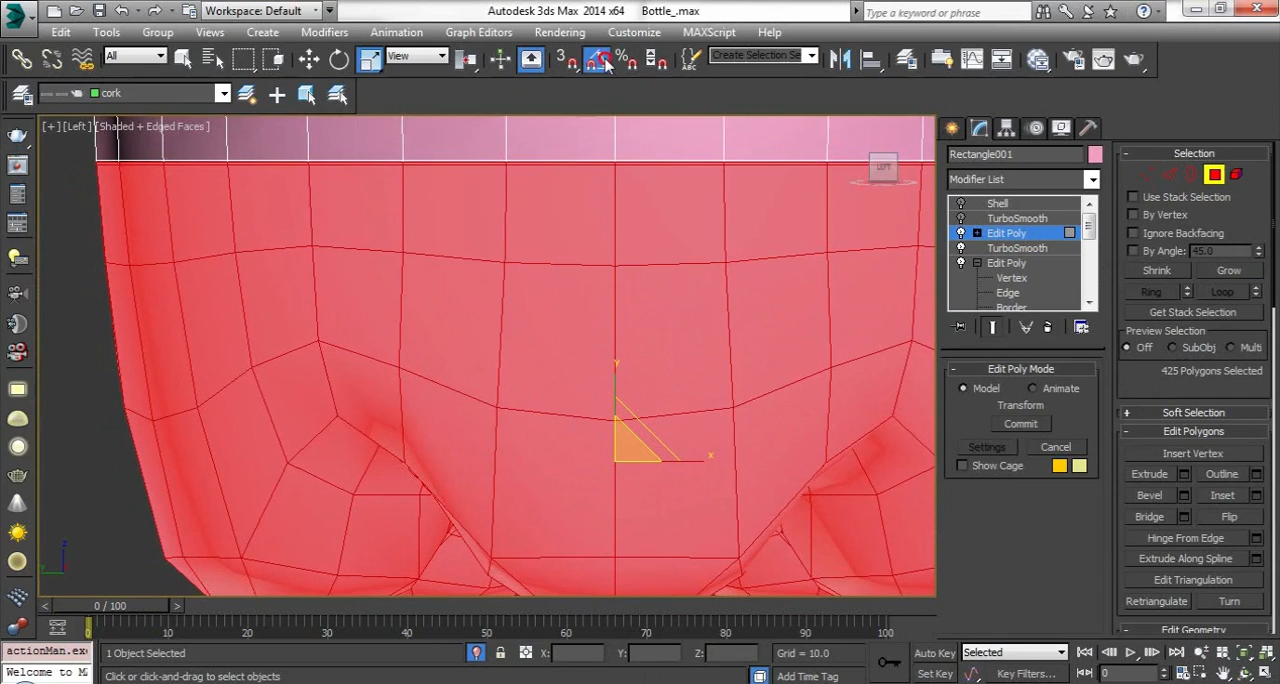 Workspace: Default
Autodesk 3ds Max 2014 x64 Bottle_.max
Type a keyword or phrase
Edit Tools Group Views Create Modifiers Animation Graph Editors Rendering Customize MAXScript Help
All
View
3
%
Create Selection Se
cork
[+] [Left] [Shaded + Edged Faces ]
LEFT
y
x
z
Rectangle001
Modifier List
Shell
TurboSmooth
Edit Poly
TurboSmooth
Edit Poly
Vertex
Edge
Border
Edit Poly Mode
Model Animate
Transform
Commit
Settings Cancel
Show Cage
Selection
Use Stack Selection
By Vertex
Ignore Backfacing
By Angle: 45.0
Shrink Grow
Ring Loop
Get Stack Selection
Preview Selection
Off SubObj Multi
425 Polygons Selected
Soft Selection
Edit Polygons
Insert Vertex
Extrude Outline
Bevel Inset
Bridge Flip
Hinge From Edge
Extrude Along Spline
Edit Triangulation
Retriangulate Turn
Edit Geometry
< 0 / 100 >
0 10 20 30 40 50 60 70 80 90 100
actionMan.exe
1 Object Selected
X: Y: Z:
Grid = 10.0
Auto Key Selected
Welcome to M
Click or click-and-drag to select objects
Add Time Tag
Set Key Key Filters...
0